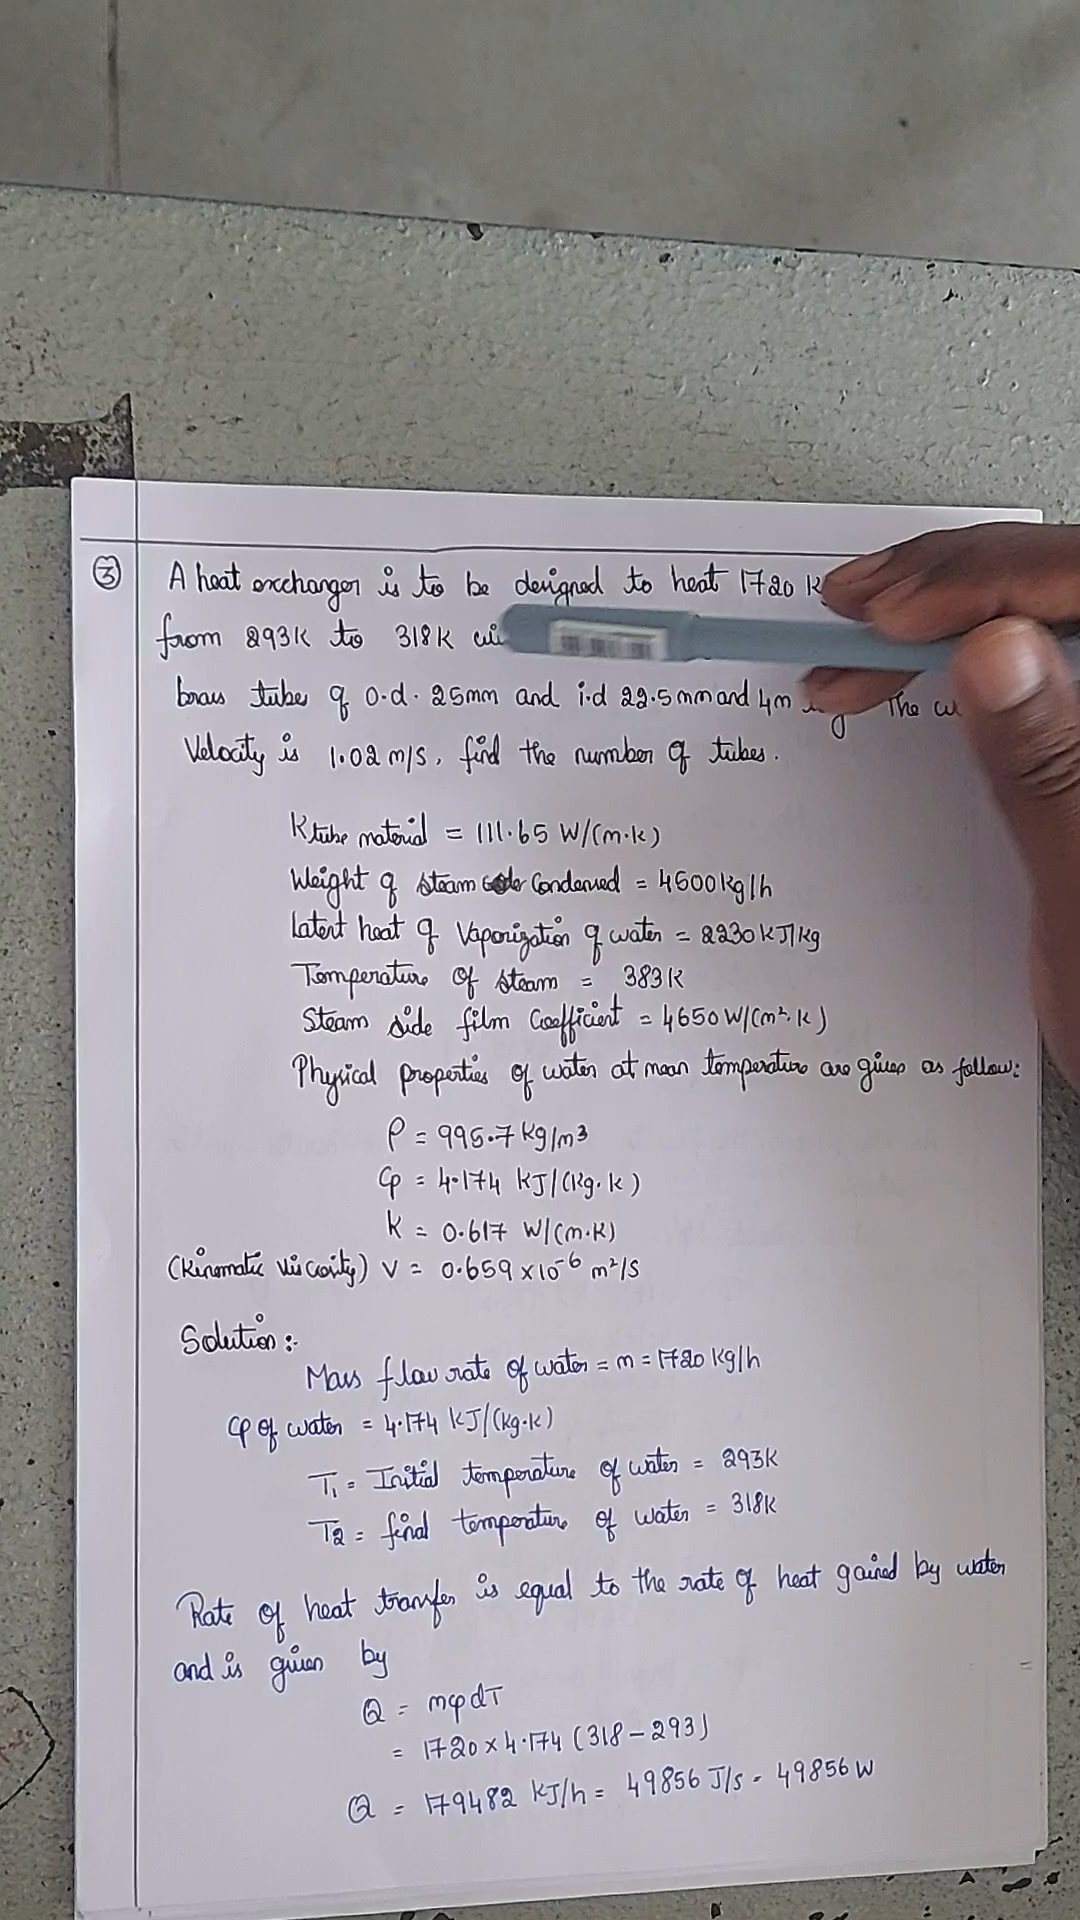 ③ A heat exchanger is to be designed to heat 1720
from 293K to 318K
brass tube of o.d. 25mm and i.d 22.5mm and 4m The
Velocity is 1.02 m/s, find the number of tubes.
K tube material = 111.65 W/(m.k)
Weight of steam Condensed = 4500 kg/h
Latent heat of Vaporization of water = 2230 kJ/kg
Temperature of steam = 383K
Steam side film Coefficient = 4650 W/(m².k)
Physical properties of water at mean temperature are given as follow:
ρ = 995.7 kg/m³
Cp = 4.174 kJ/(kg.k)
K = 0.617 W/(m.K)
(kinematic viscosity) V = 0.659 x 10⁻⁶ m²/s
Solution :-
Mass flow rate of water = m = 1720 kg/h
Cp of water = 4.174 kJ/(kg.k)
T₁ = Initial temperature of water = 293K
T₂ = final temperature of water = 318K
Rate of heat transfer is equal to the rate of heat gained by water
and is given by
Q = mcpdT
= 1720 x 4.174 (318 - 293)
Q = 179482 kJ/h = 49856 J/s = 49856 W